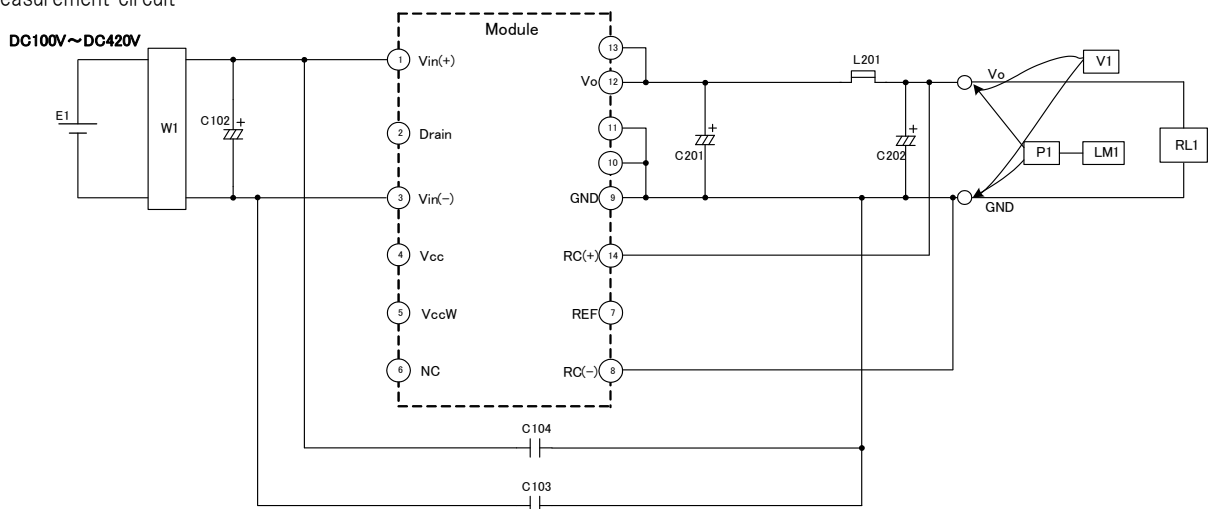 easurement circuit
DC100V～DC420V
Module
E1
W1
C102 +
1 Vin(+)
2 Drain
3 Vin(-)
4 Vcc
5 VccW
6 NC
13
Vo 12
11
10
GND 9
RC(+) 14
REF 7
RC(-) 8
+
C201
L201
+
C202
Vo
GND
V1
P1
LM1
RL1
C104
C103